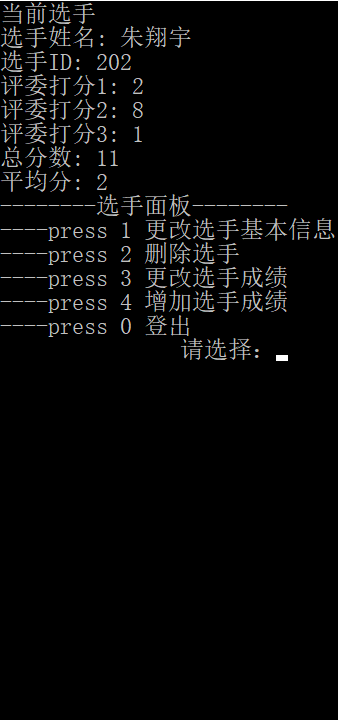 当前选手
选手姓名: 朱翔宇
选手ID: 202
评委打分1: 2
评委打分2: 8
评委打分3: 1
总分数: 11
平均分: 2
--------选手面板--------
----press 1 更改选手基本信息
----press 2 删除选手
----press 3 更改选手成绩
----press 4 增加选手成绩
----press 0 登出
请选择：